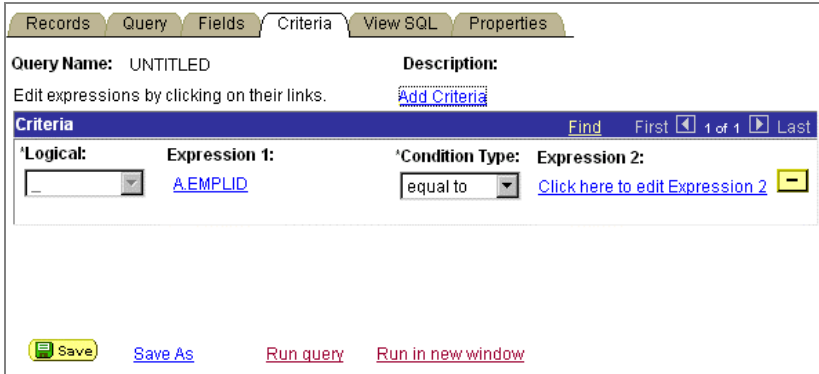 Records Query Fields Criteria View SQL Properties
Query Name: UNTITLED Description:
Edit expressions by clicking on their links. Add Criteria
Criteria Find First 1 of 1 Last
*Logical: Expression 1: *Condition Type: Expression 2:
_ A.EMPLID equal to Click here to edit Expression 2
Save Save As Run query Run in new window